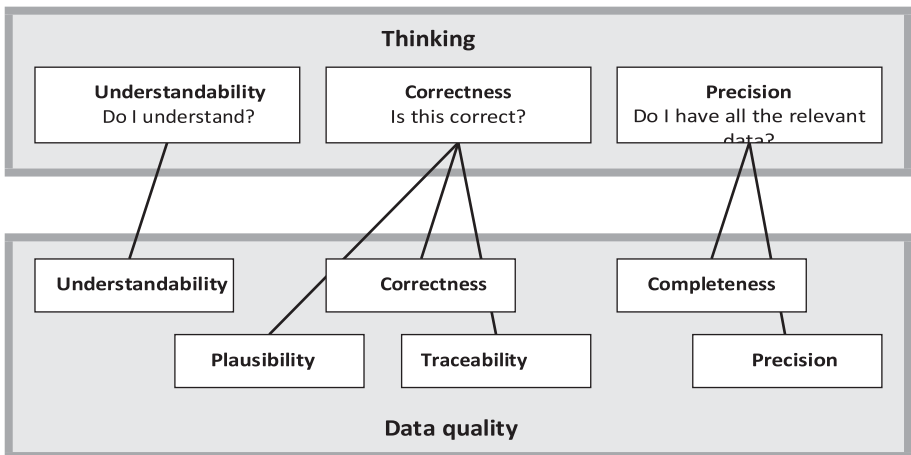 Thinking
Understandability
Do I understand?
Correctness
Is this correct?
Precision
Do I have all the relevant
data?
Understandability
Correctness
Completeness
Plausibility
Traceability
Precision
Data quality